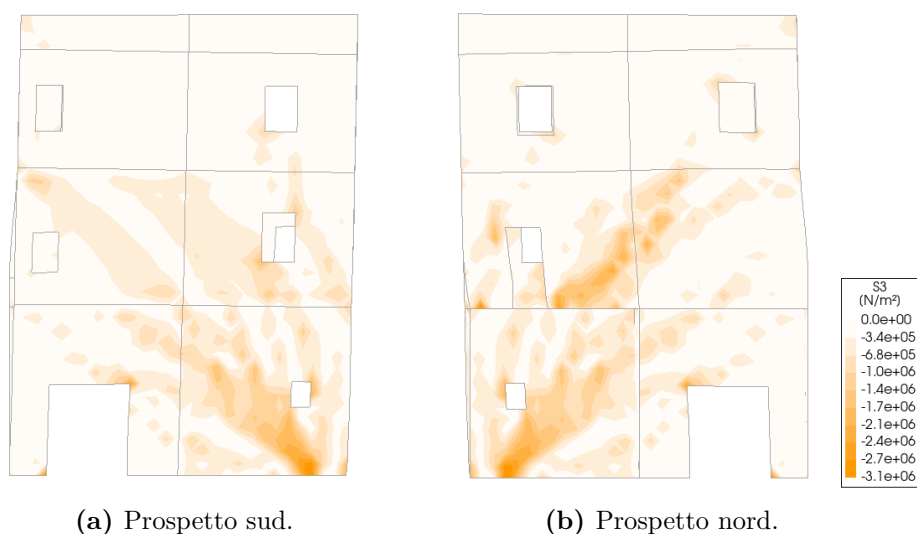 S3
(N/m²)
0.0e+00
-3.4e+05
-6.8e+05
-1.0e+06
-1.4e+06
-1.7e+06
-2.1e+06
-2.4e+06
-2.7e+06
-3.1e+06
(a) Prospetto sud.
(b) Prospetto nord.